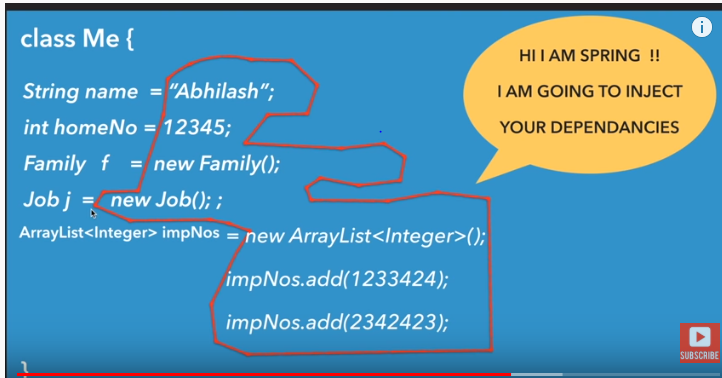 class Me {
HI I AM SPRING !!
I AM GOING TO INJECT
YOUR DEPENDANCIES
String name = “Abhilash”;
int homeNo = 12345;
Family f = new Family();
Job j = new Job(); ;
ArrayList<Integer> impNos = new ArrayList<Integer>();
impNos.add(1233424);
impNos.add(2342423);
}
SUBSCRIBE
i